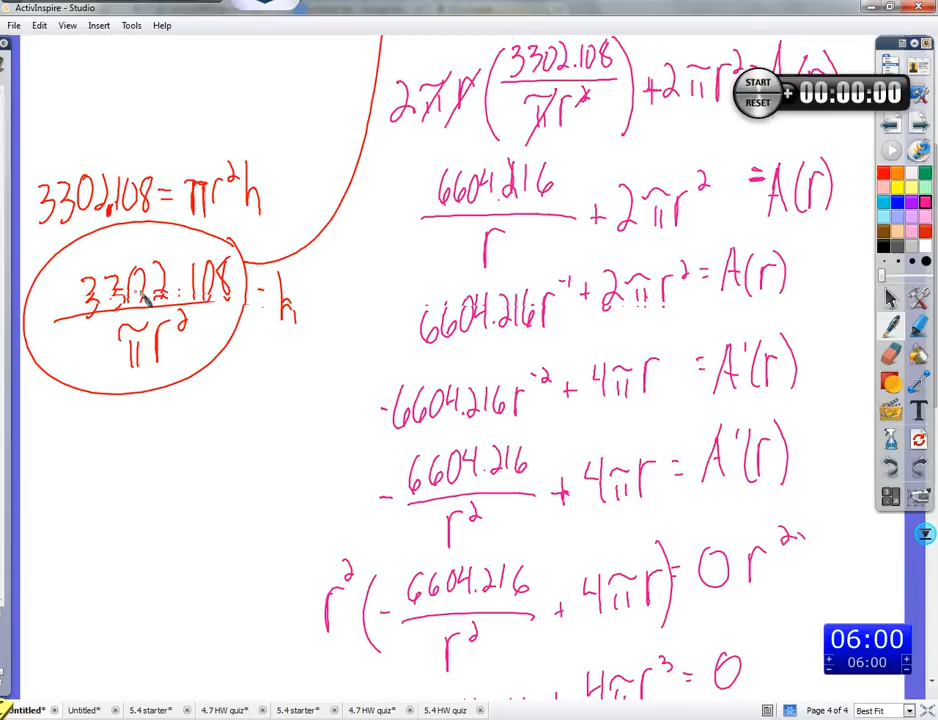 ActivInspire - Studio
File Edit View Insert Tools Help
2πr(3302.108/πr²)+2πr²=A(r)
START
RESET
00:00:00
3302.108=πr²h
6604.216/r + 2πr² =A(r)
3302.108/πr² = h
6604.216r⁻¹+2πr²=A(r)
-6604.216r⁻²+4πr =A'(r)
-6604.216/r² +4πr= A'(r)
r²(-6604.216/r² +4πr)=0r²
06:00
06:00
4πr³=0
Untitled* Untitled* 5.4 starter* 4.7 HW quiz* 5.4 starter* 4.7 HW quiz* 5.4 HW quiz
Page 4 of 4 Best Fit